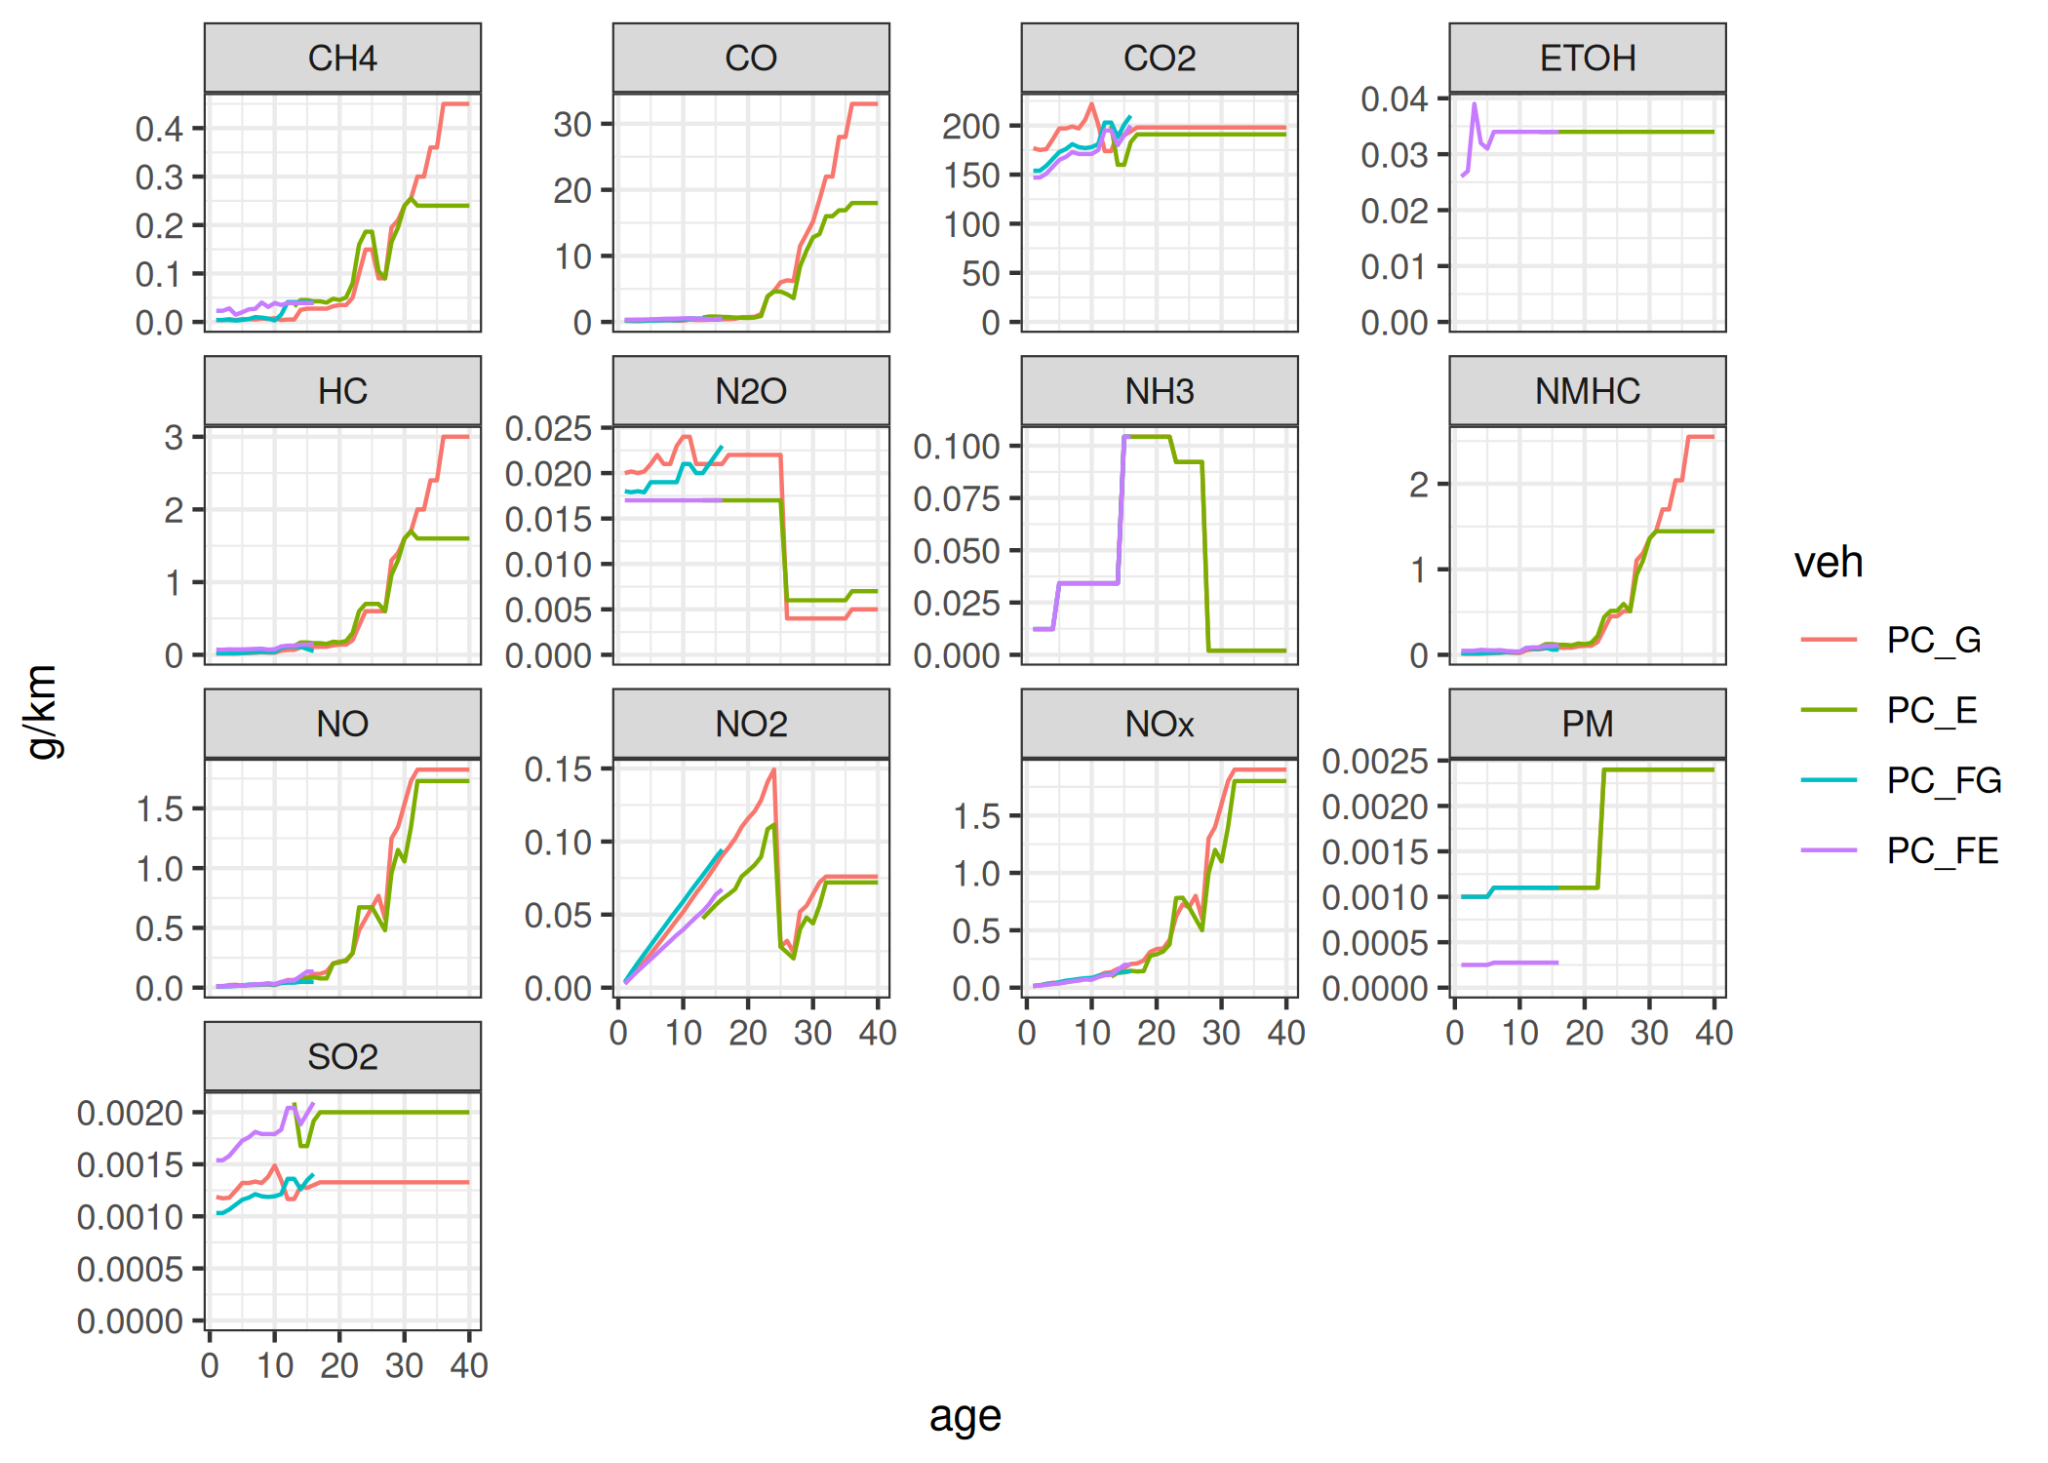 CH4 CO CO2 ETOH
0.4 0.3 0.2 0.1 0.0
30 20 10 0
200 150 100 50 0
0.04 0.03 0.02 0.01 0.00
HC N2O NH3 NMHC
3 2 1 0
0.025 0.020 0.015 0.010 0.005 0.000
0.100 0.075 0.050 0.025 0.000
2 1 0
NO NO2 NOx PM
1.5 1.0 0.5 0.0
0.15 0.10 0.05 0.00
1.5 1.0 0.5 0.0
0.0025 0.0020 0.0015 0.0010 0.0005 0.0000
0 10 20 30 40
0 10 20 30 40
0 10 20 30 40
SO2
0.0020 0.0015 0.0010 0.0005 0.0000
0 10 20 30 40
g/km
age
veh
PC_G
PC_E
PC_FG
PC_FE